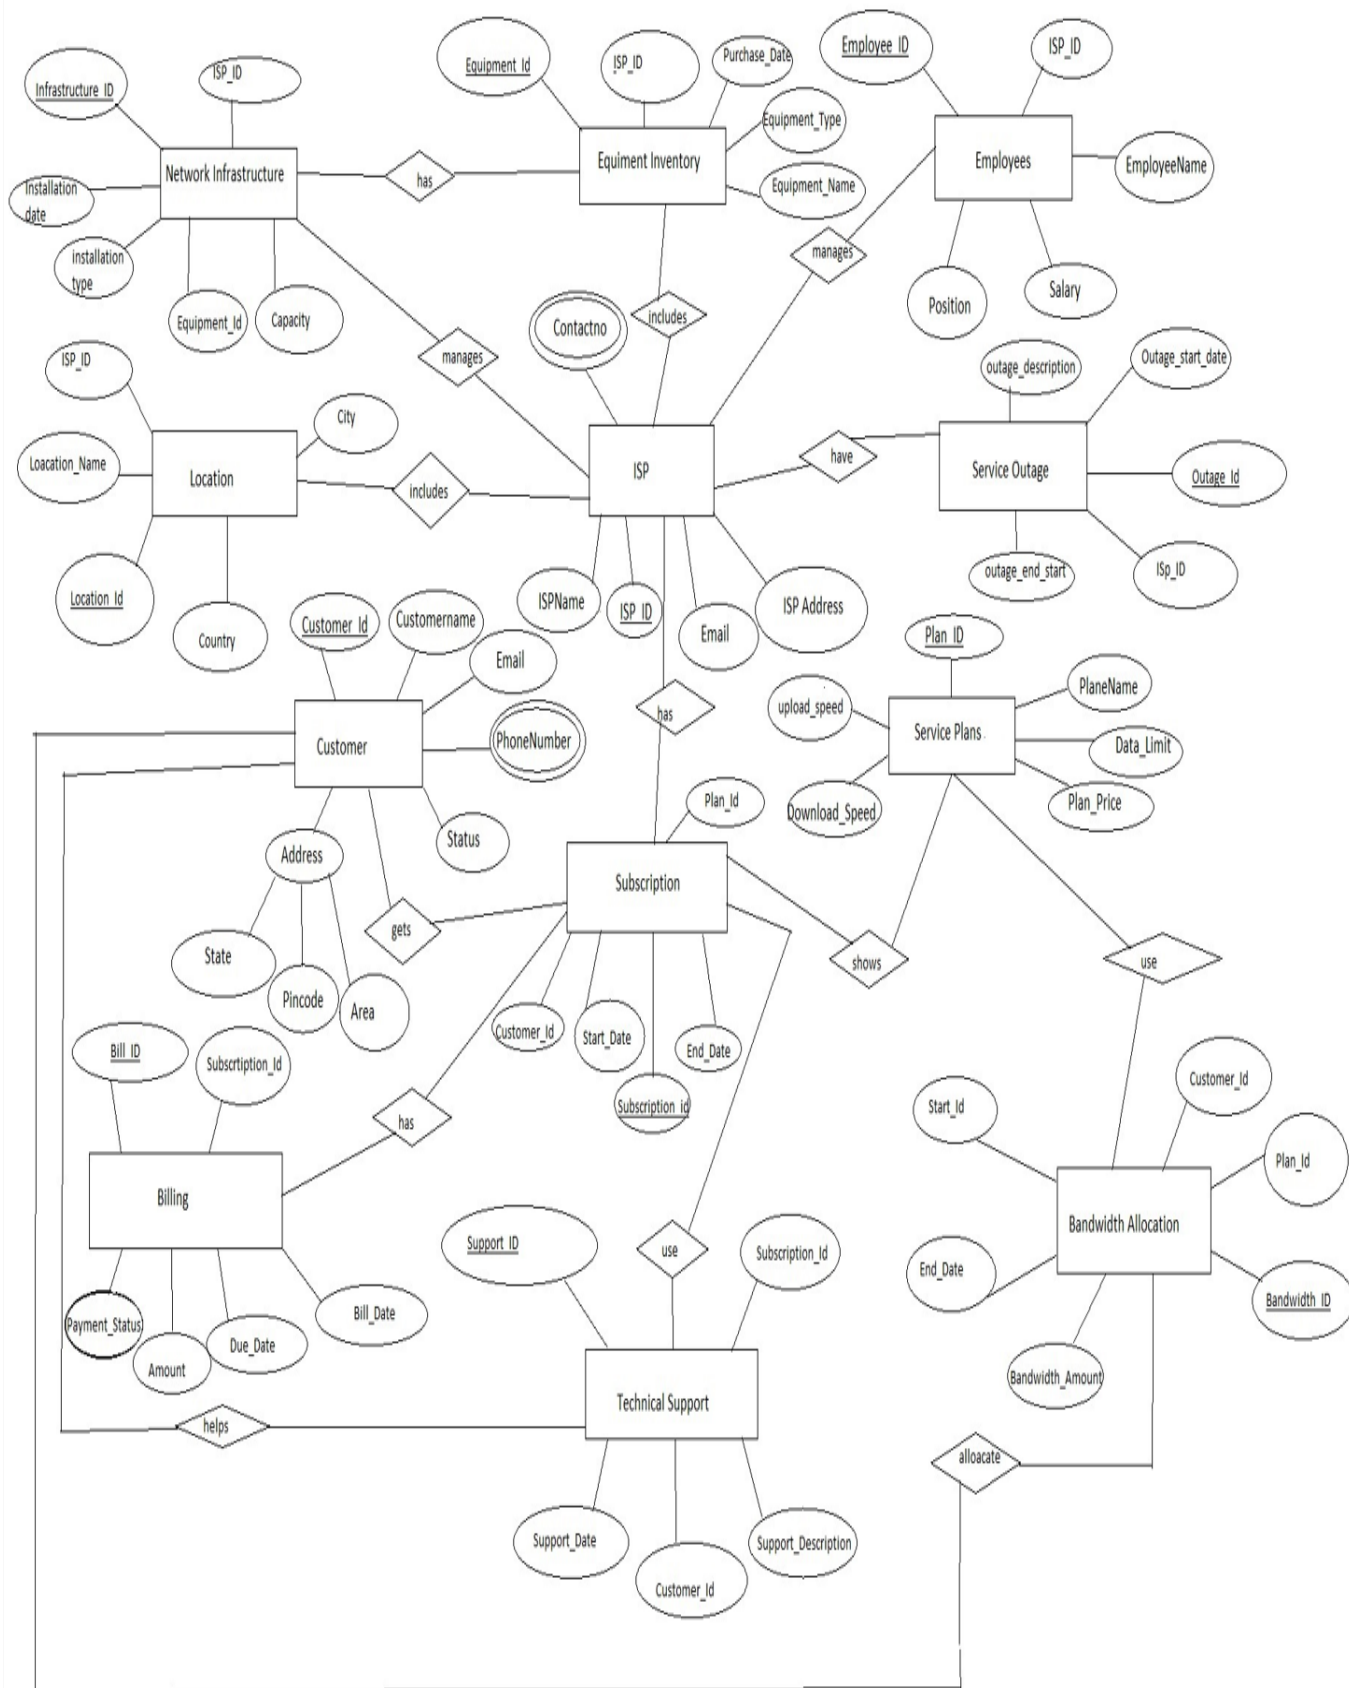 Employee_ID
ISP_ID
Equipment_Id
ISP_ID
Purchase_Date
Infrastructure_ID
ISP_ID
Equipment_Type
Network Infrastructure
has
Equiment Inventory
Employees
EmployeeName
Equipment_Name
Installation
date
installation
type
manages
Equipment_Id
Capacity
Position
Salary
Contactno
includes
manages
ISP_ID
outage_description
Outage_start_date
City
Loacation_Name
Location
includes
ISP
have
Service Outage
Outage_Id
Location_Id
Country
ISPName
ISP_ID
Email
ISP Address
outage_end_start
ISp_ID
Customer_Id
Customername
Email
Plan_ID
has
upload_speed
Service Plans
PlaneName
Customer
PhoneNumber
Data_Limit
Plan_Id
Download_Speed
Plan_Price
Address
Status
Subscription
gets
shows
use
State
Pincode
Area
Customer_Id
Start_Date
End_Date
Bill_ID
Subscrtiption_Id
Subscription_id
Start_Id
Customer_Id
has
Plan_Id
Billing
Bandwidth Allocation
Support_ID
use
Subscription_Id
End_Date
Bandwidth_ID
Payment_Status
Amount
Due_Date
Bill_Date
Bandwidth_Amount
Technical Support
helps
alloacate
Support_Date
Customer_Id
Support_Description